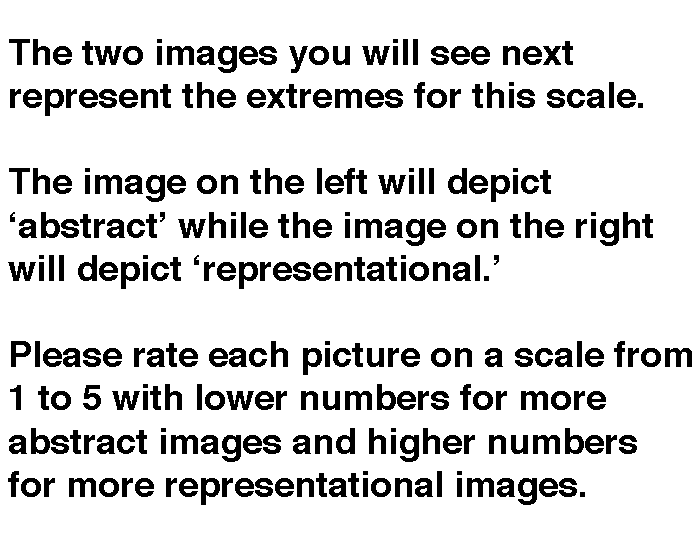 The two images you will see next
represent the extremes for this scale.
The image on the left will depict
‘abstract’ while the image on the right
will depict ‘representational.’
Please rate each picture on a scale from
1 to 5 with lower numbers for more
abstract images and higher numbers
for more representational images.